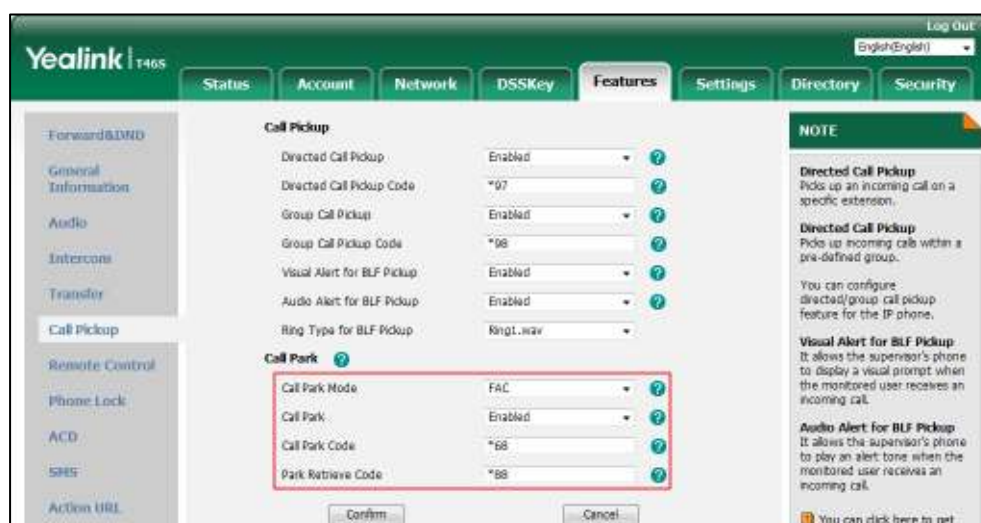 Log Out
English(English)
Yealink T46S
Status Account Network DSSKey Features Settings Directory Security
Forward&DND
General
Information
Audio
Intercom
Transfer
Call Pickup
Remote Control
Phone Lock
ACD
SMS
Action URL
Call Pickup
Directed Call Pickup Enabled
Directed Call Pickup Code *97
Group Call Pickup Enabled
Group Call Pickup Code *98
Visual Alert for BLF Pickup Enabled
Audio Alert for BLF Pickup Enabled
Ring Type for BLF Pickup Ring1.wav
Call Park
Call Park Mode FAC
Call Park Enabled
Call Park Code *68
Park Retrieve Code *88
Confirm Cancel
NOTE
Directed Call Pickup
Picks up an incoming call on a
specific extension.
Directed Call Pickup
Picks up incoming calls within a
pre-defined group.
You can configure
directed/group call pickup
feature for the IP phone.
Visual Alert for BLF Pickup
It allows the supervisor's phone
to display a visual prompt when
the monitored user receives an
incoming call.
Audio Alert for BLF Pickup
It allows the supervisor's phone
to play an alert tone when the
monitored user receives an
incoming call.
You can click here to get